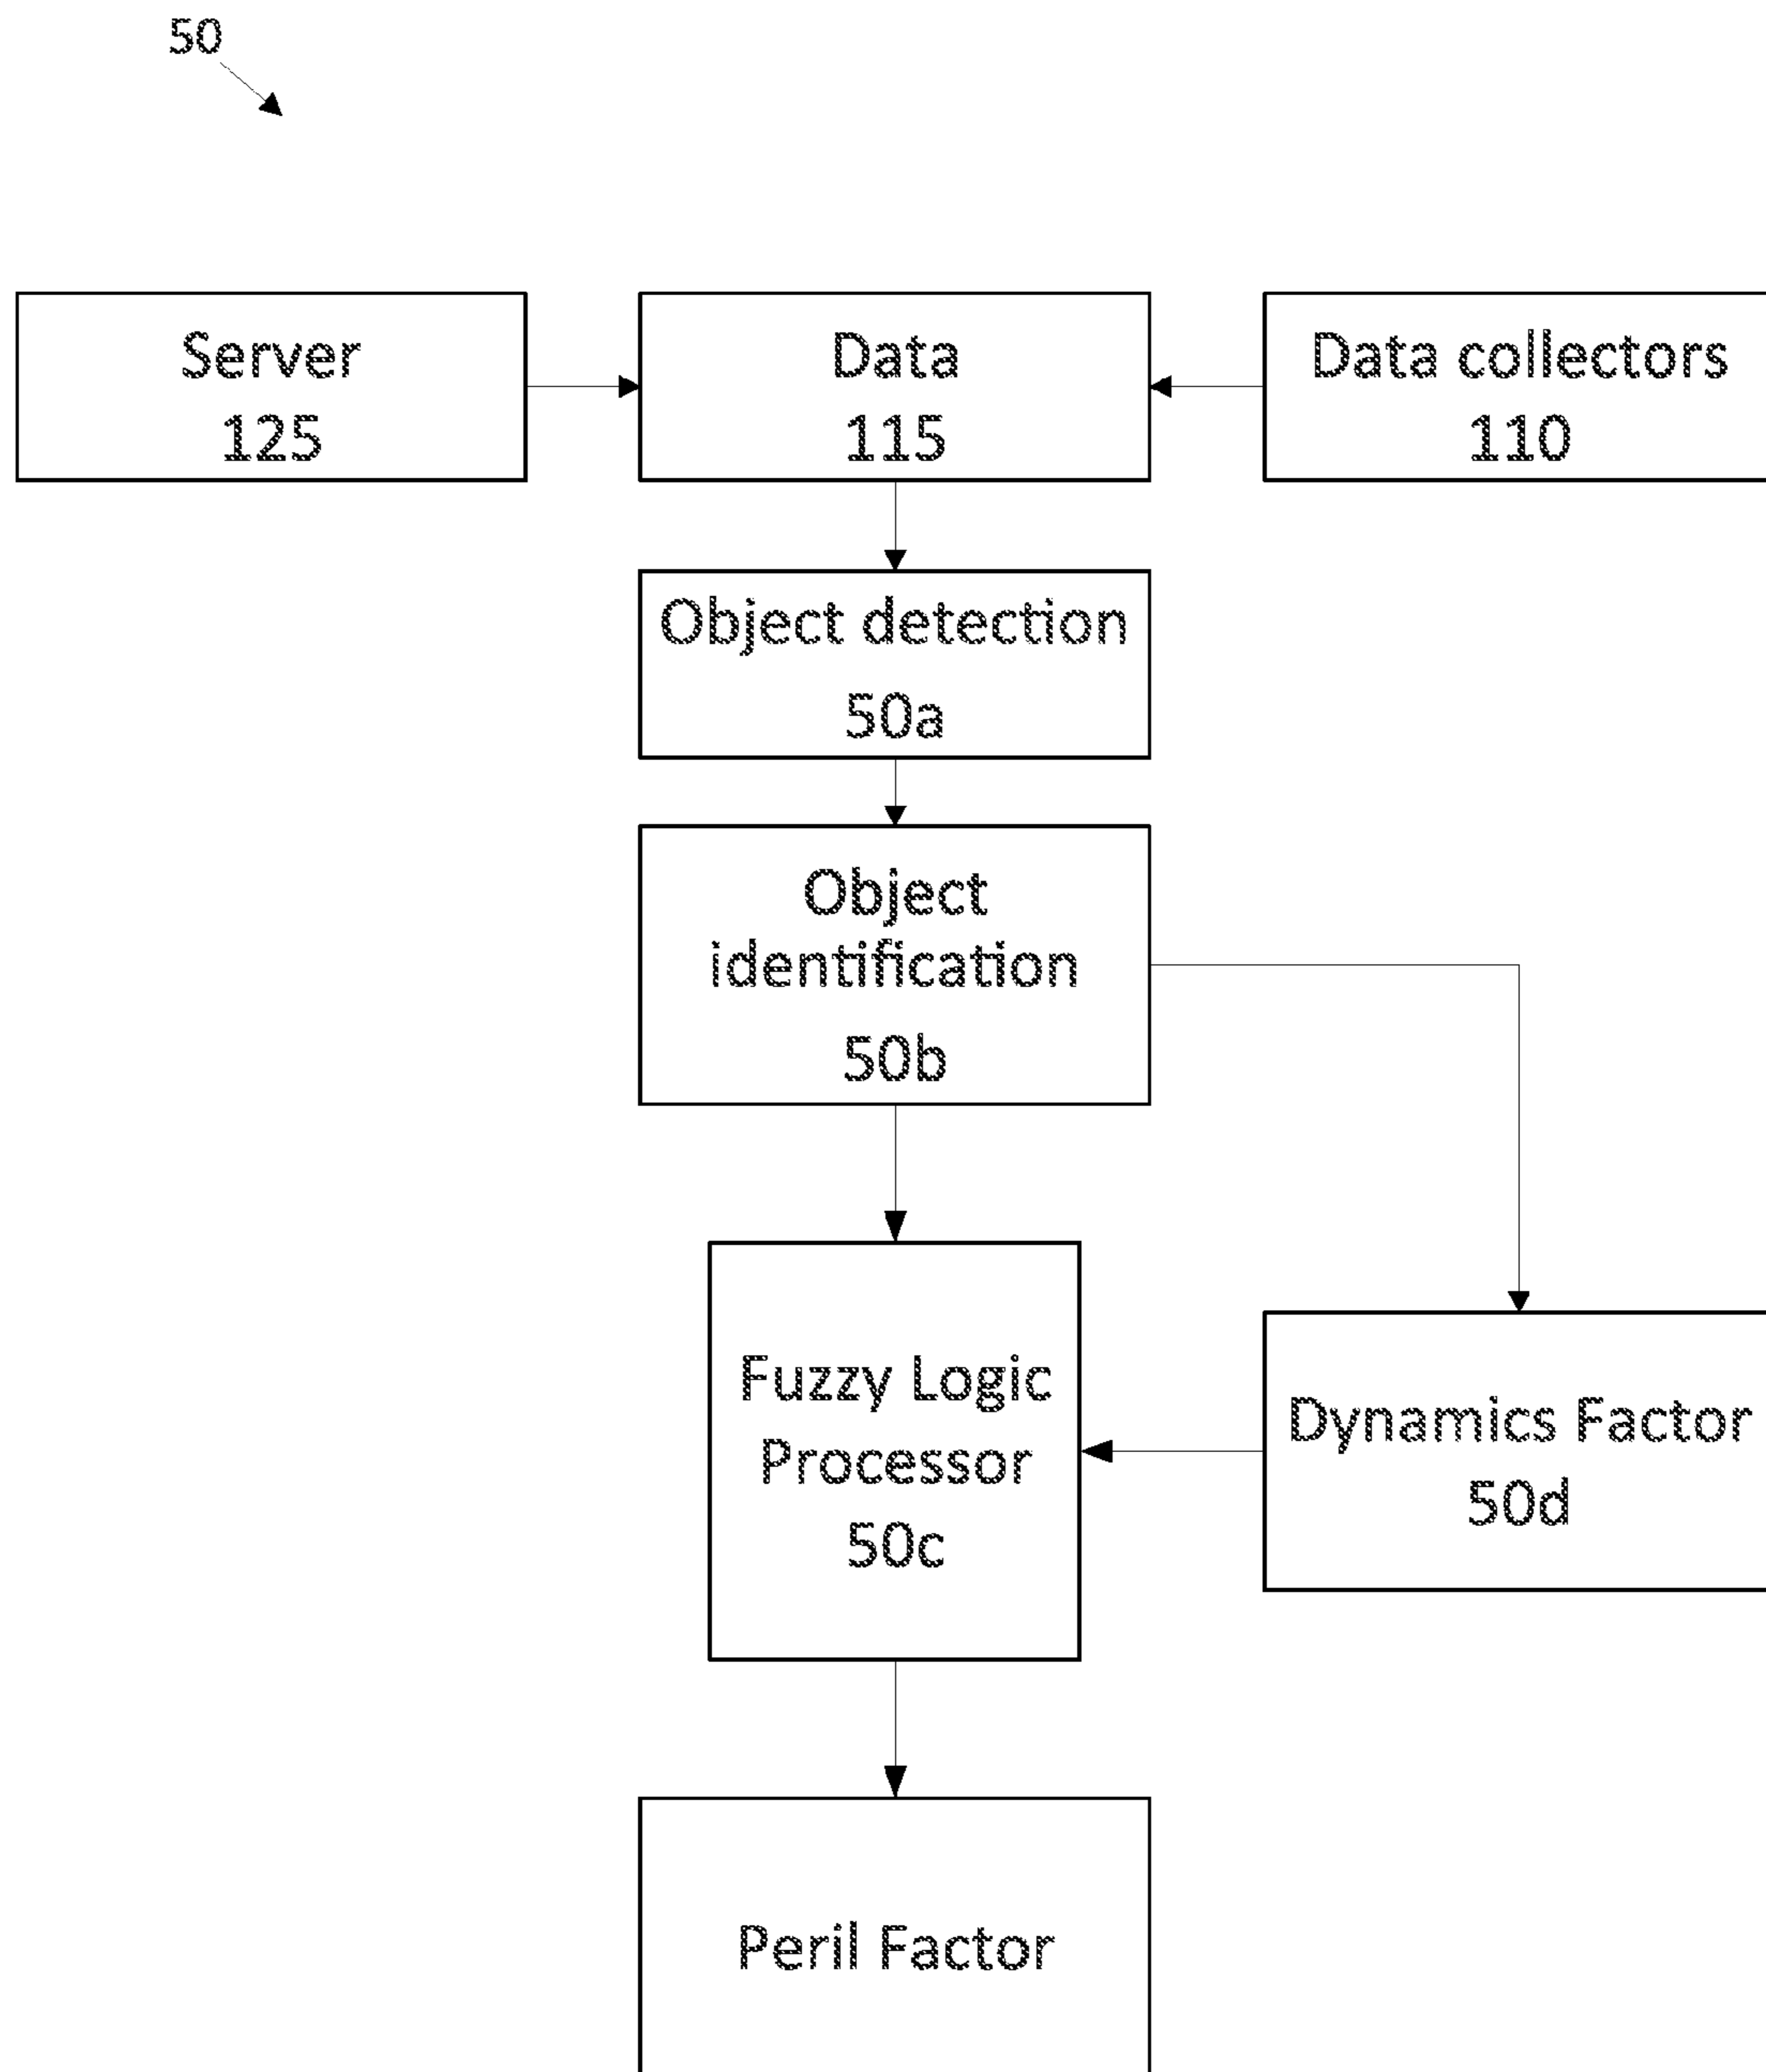 50
Server
125
Data
115
Data collectors
110
Object detection
50a
Object
identification
50b
Fuzzy Logic
Processor
50c
Dynamics Factor
50d
Peril Factor